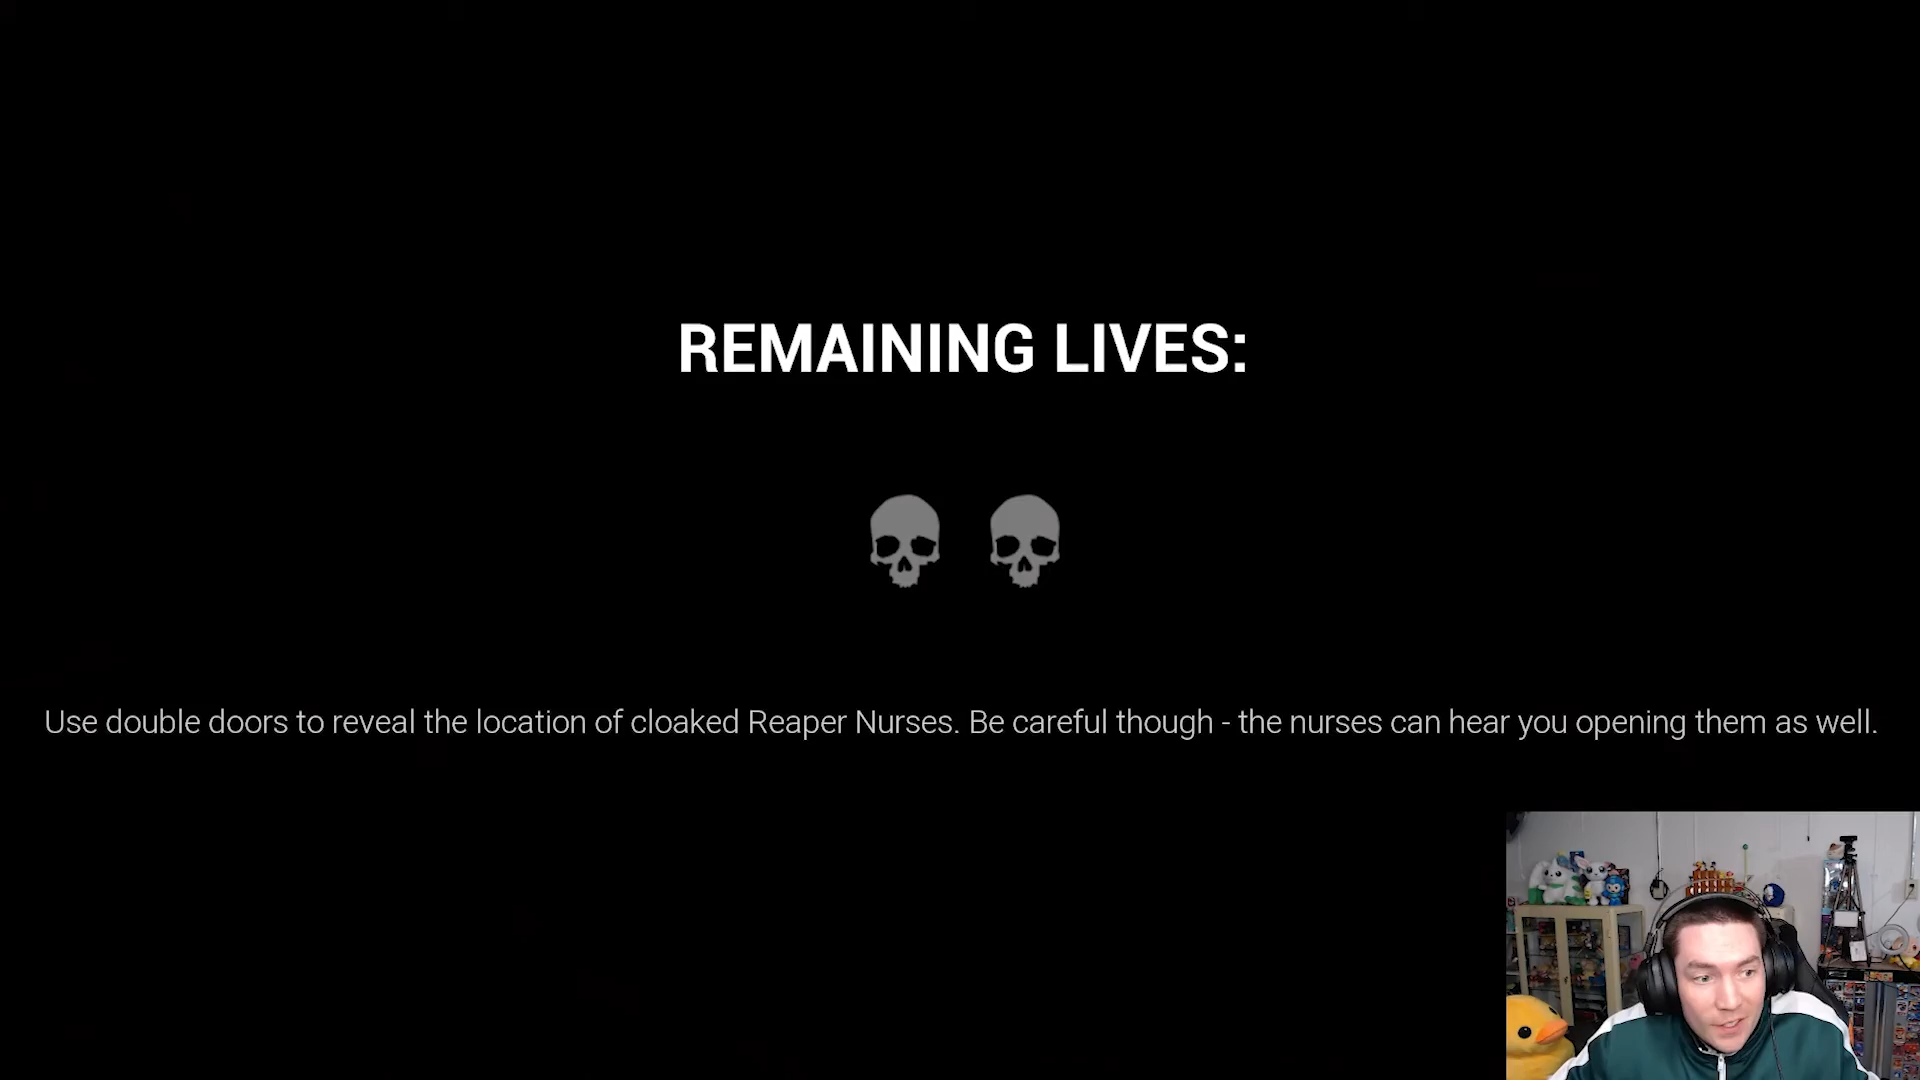 REMAINING LIVES:
Use double doors to reveal the location of cloaked Reaper Nurses. Be careful though - the nurses can hear you opening them as well.